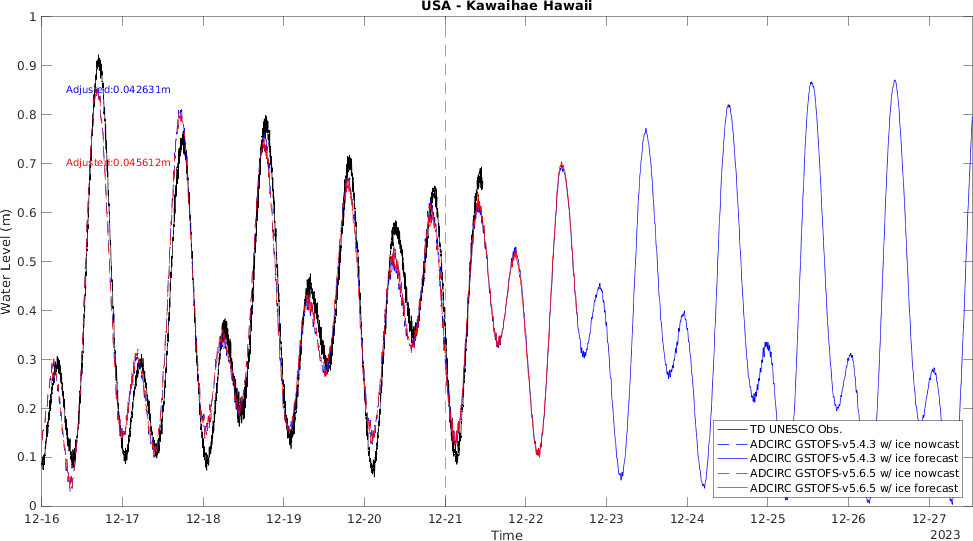 USA - Kawaihae Hawaii
1
0.9
0.8
0.7
0.6
0.5
0.4
0.3
0.2
0.1
0
Water Level (m)
Adjusted:0.042631m
Adjusted:0.045612m
TD UNESCO Obs.
ADCIRC GSTOFS-v5.4.3 w/ ice nowcast
ADCIRC GSTOFS-v5.4.3 w/ ice forecast
ADCIRC GSTOFS-v5.6.5 w/ ice nowcast
ADCIRC GSTOFS-v5.6.5 w/ ice forecast
12-16 12-17 12-18 12-19 12-20 12-21 12-22 12-23 12-24 12-25 12-26 12-27
2023
Time